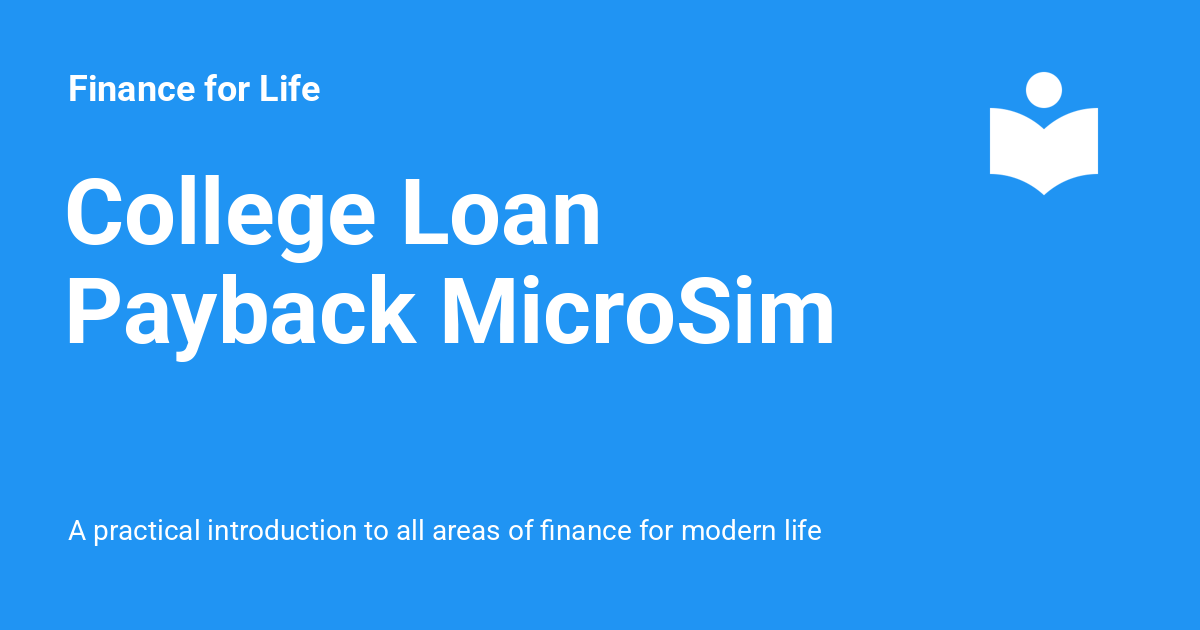 Finance for Life
College Loan
Payback MicroSim
A practical introduction to all areas of finance for modern life